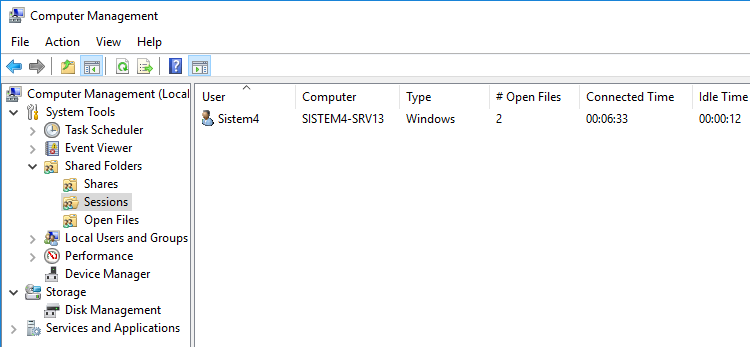 Computer Management
File Action View Help
Computer Management (Local
System Tools
Task Scheduler
Event Viewer
Shared Folders
Shares
Sessions
Open Files
Local Users and Groups
Performance
Device Manager
Storage
Disk Management
Services and Applications
User Computer Type # Open Files Connected Time Idle Time
Sistem4 SISTEM4-SRV13 Windows 2 00:06:33 00:00:12